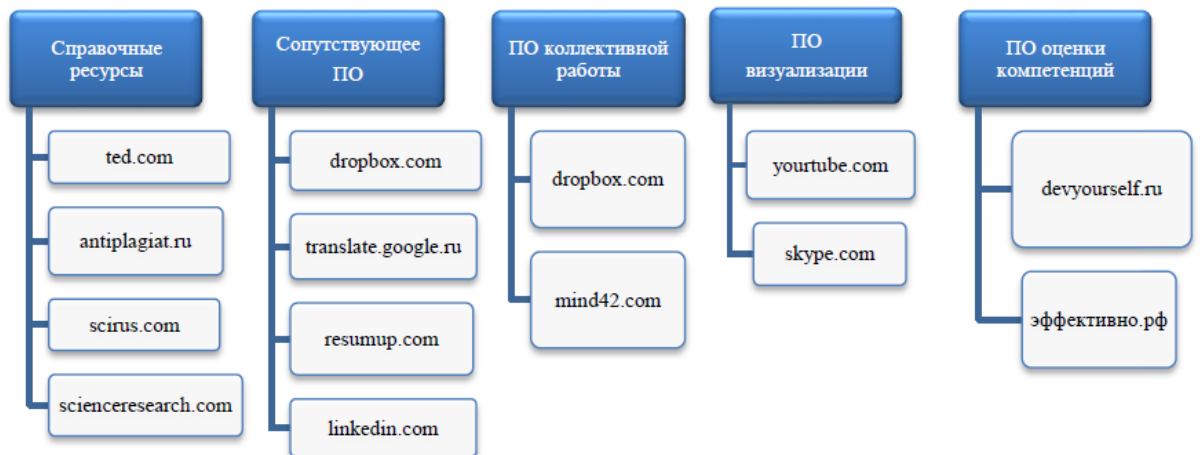 Справочные
ресурсы
ted.com
antiplagiat.ru
scirus.com
scienceresearch.com
Сопутствующее
ПО
dropbox.com
translate.google.ru
resumup.com
linkedin.com
ПО коллективной
работы
dropbox.com
mind42.com
ПО
визуализации
yourtube.com
skype.com
ПО оценки
компетенций
devyourself.ru
эффективно.рф